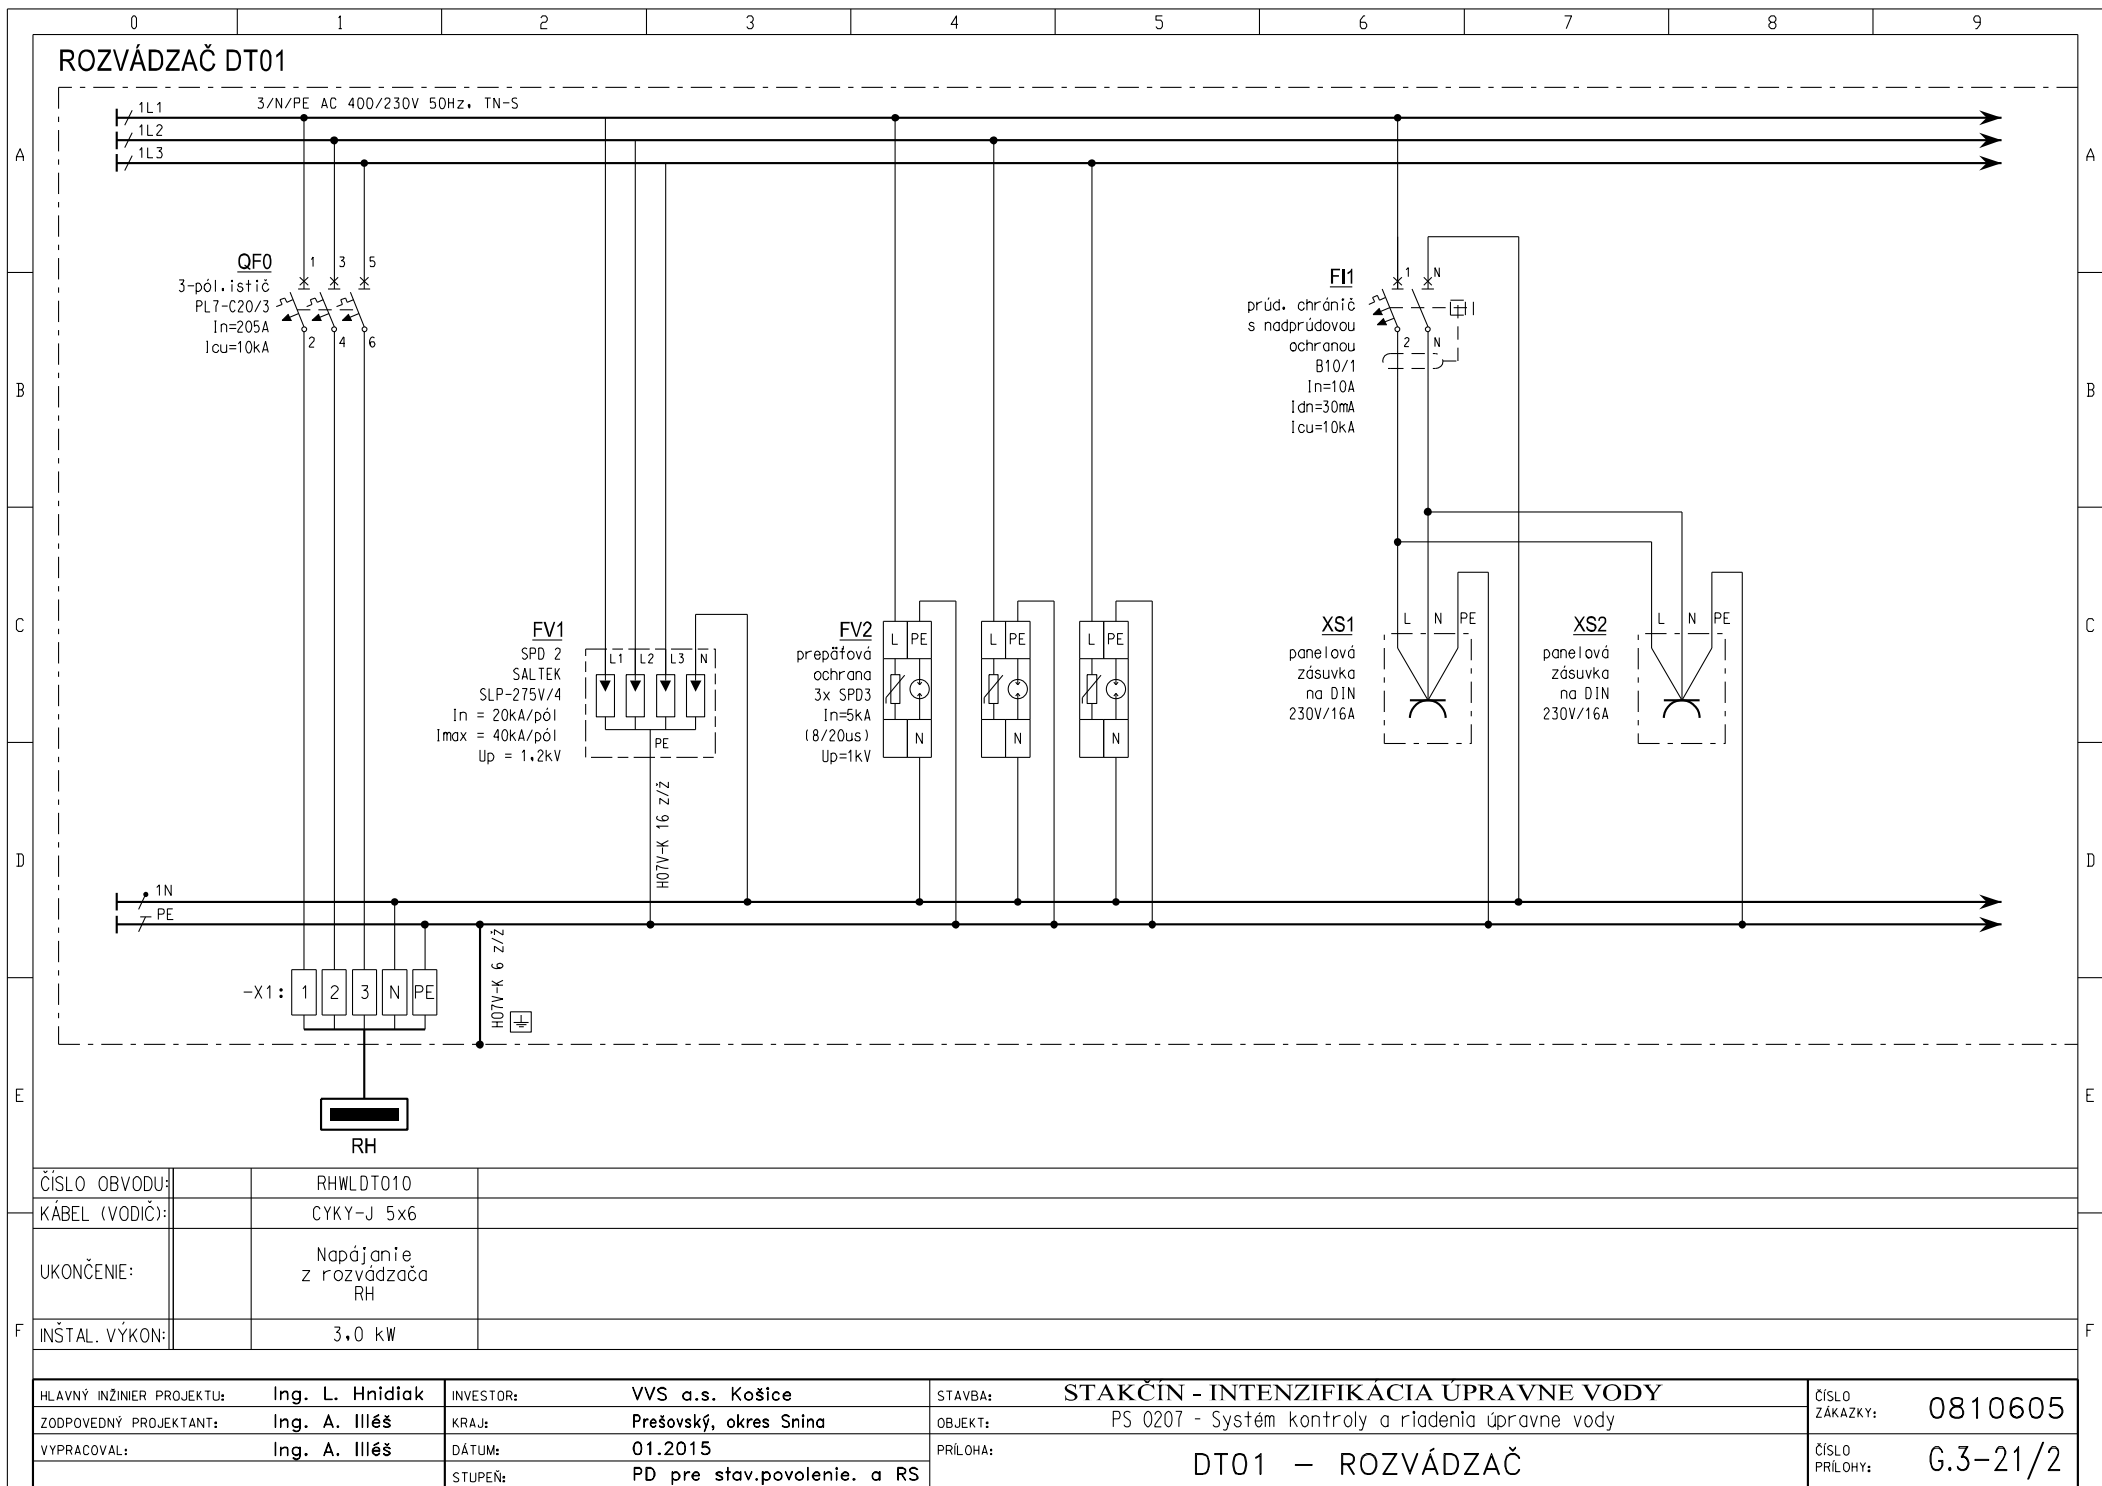 0 1 2 3 4 5 6 7 8 9
ROZVÁDZAČ DT01
1L1
3/N/PE AC 400/230V 50Hz, TN-S
1L2
1L3
A A
QF0
1 3 5
3-pól.istič
PL7-C20/3
In=205A
Icu=10kA
2 4 6
FI1
1 N
prúd. chránič
s nadprúdovou
ochranou
B10/1
In=10A
Idn=30mA
Icu=10kA
I
2 N
B B
FV1
SPD 2
SALTEK
SLP-275V/4
In = 20kA/pól
Imax = 40kA/pól
Up = 1,2kV
L1 L2 L3 N
PE
H07V-K 16 z/ž
FV2
prepäťová
ochrana
3x SPD3
In=5kA
(8/20us)
Up=1kV
L PE
N
L PE
N
L PE
N
XS1
panelová
zásuvka
na DIN
230V/16A
L N PE
XS2
panelová
zásuvka
na DIN
230V/16A
L N PE
C C
D D
1N
PE
H07V-K 6 z/ž
-X1: 1 2 3 N PE
E E
RH
ČÍSLO OBVODU: RHWLDT010
KÁBEL (VODIČ): CYKY-J 5x6
UKONČENIE:
Napájanie
z rozvádzača
RH
F F
INŠTAL. VÝKON: 3,0 kW
HLAVNÝ INŽINIER PROJEKTU: Ing. L. Hnidiak
ZODPOVEDNÝ PROJEKTANT: Ing. A. Illéš
VYPRACOVAL: Ing. A. Illéš
INVESTOR: VVS a.s. Košice
KRAJ: Prešovský, okres Snina
DÁTUM: 01.2015
STUPEŇ: PD pre stav.povolenie. a RS
STAVBA: STAKČÍN - INTENZIFIKÁCIA ÚPRAVNE VODY
OBJEKT: PS 0207 - Systém kontroly a riadenia úpravne vody
PRÍLOHA: DT01 – ROZVÁDZAČ
ČÍSLO
ZÁKAZKY: 0810605
ČÍSLO
PRÍLOHY: G.3-21/2